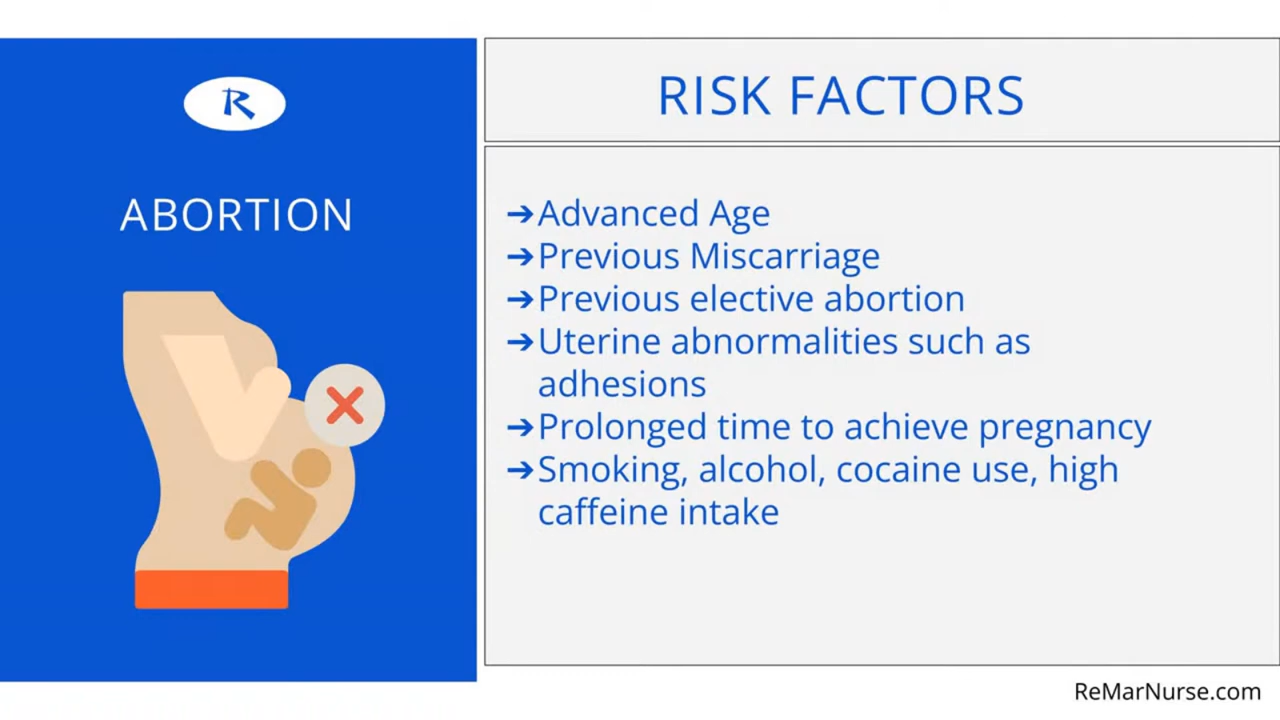 R
ABORTION
RISK FACTORS
➔Advanced Age
➔Previous Miscarriage
➔Previous elective abortion
➔Uterine abnormalities such as
adhesions
➔Prolonged time to achieve pregnancy
➔Smoking, alcohol, cocaine use, high
caffeine intake
ReMarNurse.com